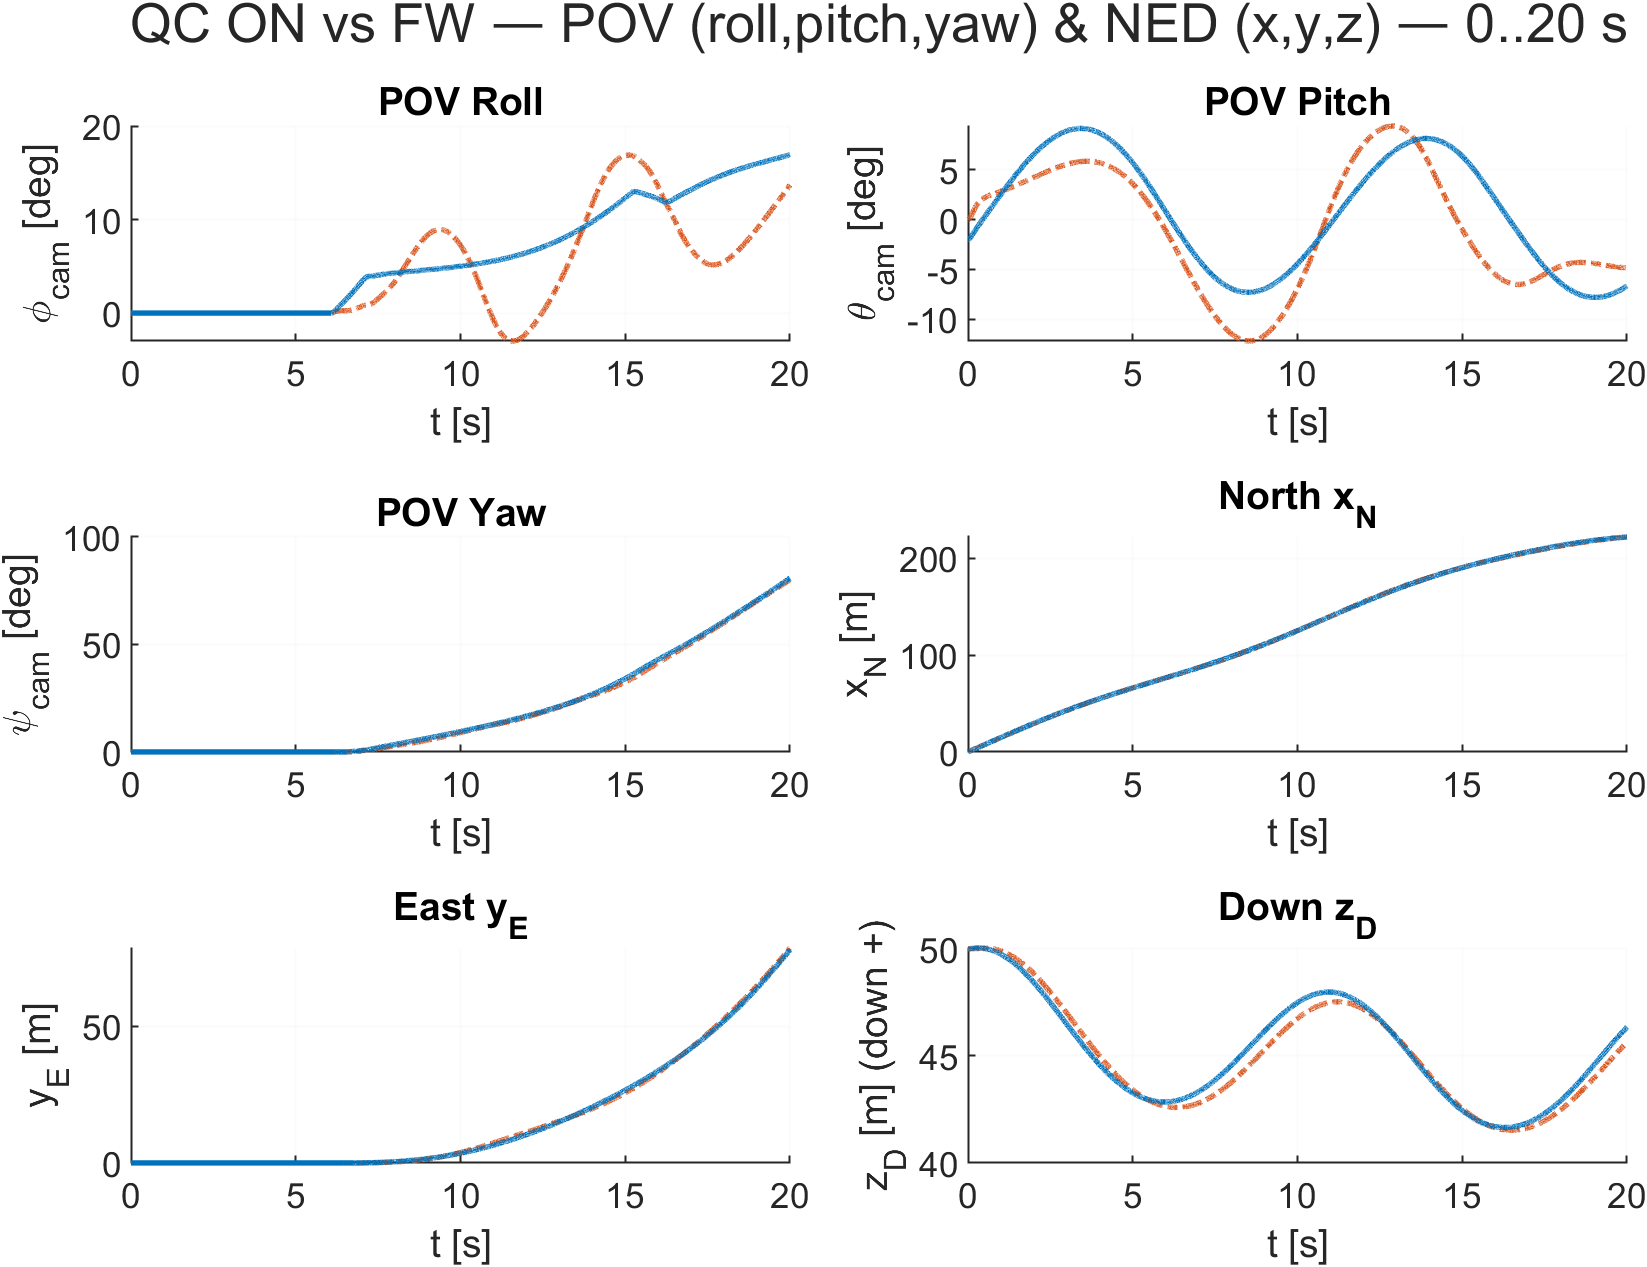 QC ON vs FW — POV (roll,pitch,yaw) & NED (x,y,z) — 0..20 s
POV Roll
ϕcam [deg]
20
10
0
0 5 10 15 20
t [s]
POV Pitch
θcam [deg]
5
0
-5
-10
0 5 10 15 20
t [s]
POV Yaw
ψcam [deg]
100
50
0
0 5 10 15 20
t [s]
North xN
xN [m]
200
100
0
0 5 10 15 20
t [s]
East yE
yE [m]
50
0
0 5 10 15 20
t [s]
Down zD
zD [m] (down +)
50
45
40
0 5 10 15 20
t [s]